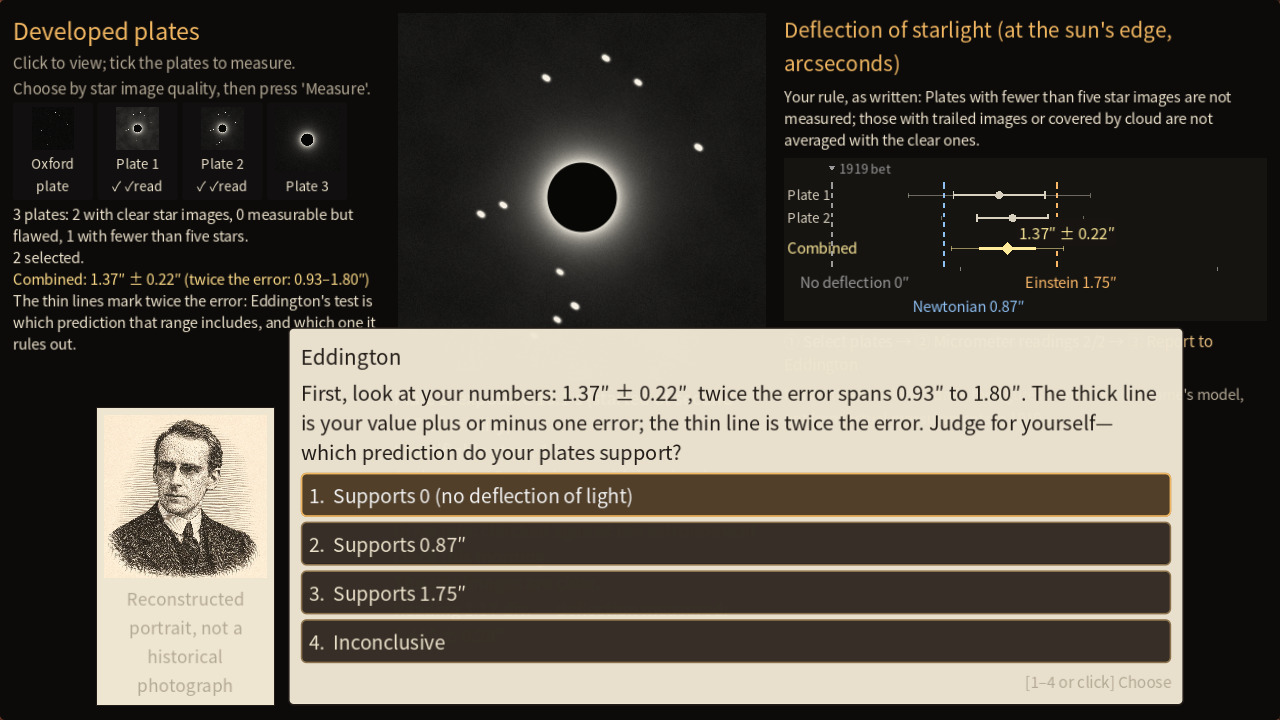 Developed plates
Click to view; tick the plates to measure.
Choose by star image quality, then press 'Measure'.
Oxford
plate
Plate 1
✓ ✓read
Plate 2
✓ ✓read
Plate 3
3 plates: 2 with clear star images, 0 measurable but
flawed, 1 with fewer than five stars.
2 selected.
Combined: 1.37″ ± 0.22″ (twice the error: 0.93–1.80″)
The thin lines mark twice the error: Eddington's test is
which prediction that range includes, and which one it
rules out.
Deflection of starlight (at the sun's edge,
arcseconds)
Your rule, as written: Plates with fewer than five star images are not
measured; those with trailed images or covered by cloud are not
averaged with the clear ones.
1919 bet
Plate 1
Plate 2
1.37″ ± 0.22″
Combined
No deflection 0″
Einstein 1.75″
Newtonian 0.87″
Select plates → Micrometer readings 2/2 → Report to
Eddington
's model,
Eddington
First, look at your numbers: 1.37″ ± 0.22″, twice the error spans 0.93″ to 1.80″. The thick line
is your value plus or minus one error; the thin line is twice the error. Judge for yourself—
which prediction do your plates support?
1. Supports 0 (no deflection of light)
2. Supports 0.87″
3. Supports 1.75″
4. Inconclusive
[1–4 or click] Choose
Reconstructed
portrait, not a
historical
photograph